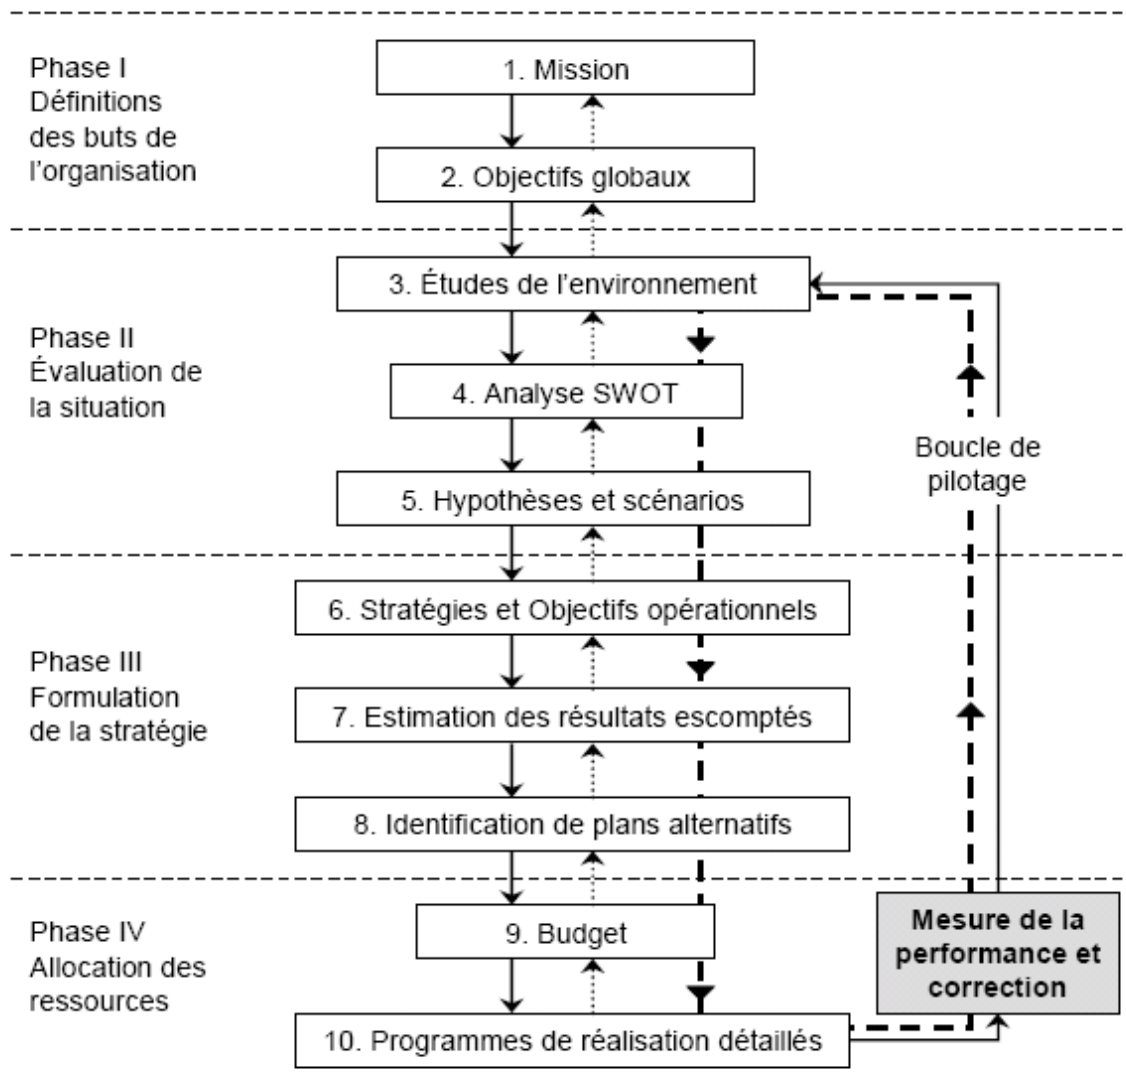 Phase I
Définitions
des buts de
l'organisation
1. Mission
2. Objectifs globaux
Phase II
Évaluation de
la situation
3. Études de l'environnement
4. Analyse SWOT
5. Hypothèses et scénarios
Boucle de
pilotage
Phase III
Formulation
de la stratégie
6. Stratégies et Objectifs opérationnels
7. Estimation des résultats escomptés
8. Identification de plans alternatifs
Phase IV
Allocation des
ressources
9. Budget
10. Programmes de réalisation détaillés
Mesure de la
performance et
correction